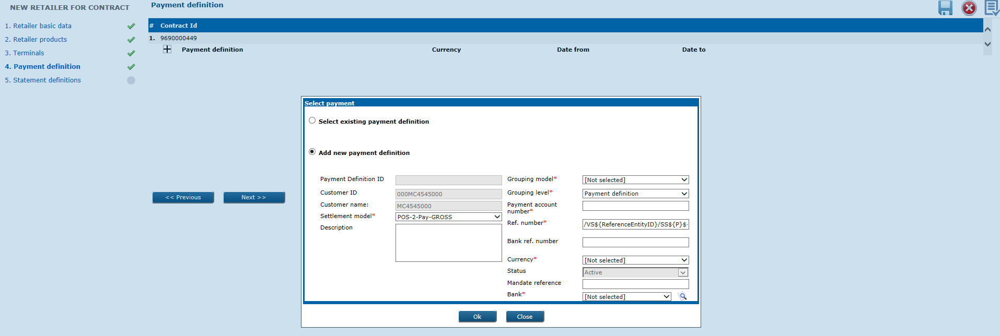 NEW RETAILER FOR CONTRACT
1. Retailer basic data
2. Retailer products
3. Terminals
4. Payment definition
5. Statement definitions
Payment definition
# Contract Id
1. 9690000449
Payment definition Currency Date from Date to
<< Previous Next >>
Select payment
Select existing payment definition
Add new payment definition
Payment Definition ID
Customer ID 000MC4545000
Customer name: MC4545000
Settlement model* POS-2-Pay-GROSS
Description
Grouping model* [Not selected]
Grouping level* Payment definition
Payment account
number*
Ref. number* /VS${ReferenceEntityID}/SS${P}$
Bank ref. number
Currency* [Not selected]
Status Active
Mandate reference
Bank* [Not selected]
Ok Close